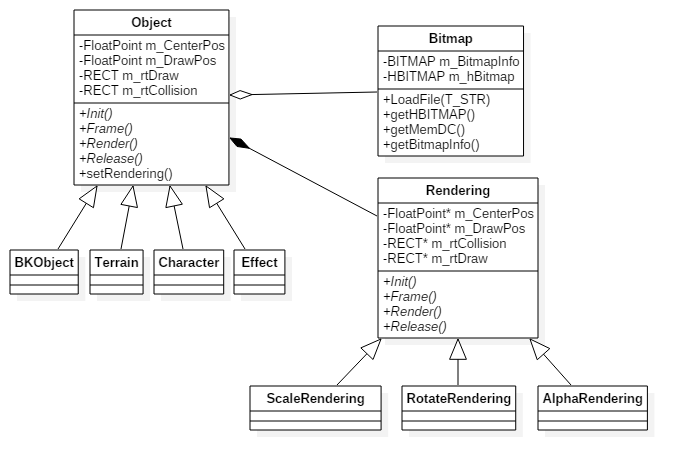 Object
-FloatPoint m_CenterPos
-FloatPoint m_DrawPos
-RECT m_rtDraw
-RECT m_rtCollision
+Init()
+Frame()
+Render()
+Release()
+setRendering()
Bitmap
-BITMAP m_BitmapInfo
-HBITMAP m_hBitmap
+LoadFile(T_STR)
+getHBITMAP()
+getMemDC()
+getBitmapInfo()
Rendering
-FloatPoint* m_CenterPos
-FloatPoint* m_DrawPos
-RECT* m_rtCollision
-RECT* m_rtDraw
+Init()
+Frame()
+Render()
+Release()
BKObject
Terrain
Character
Effect
ScaleRendering
RotateRendering
AlphaRendering